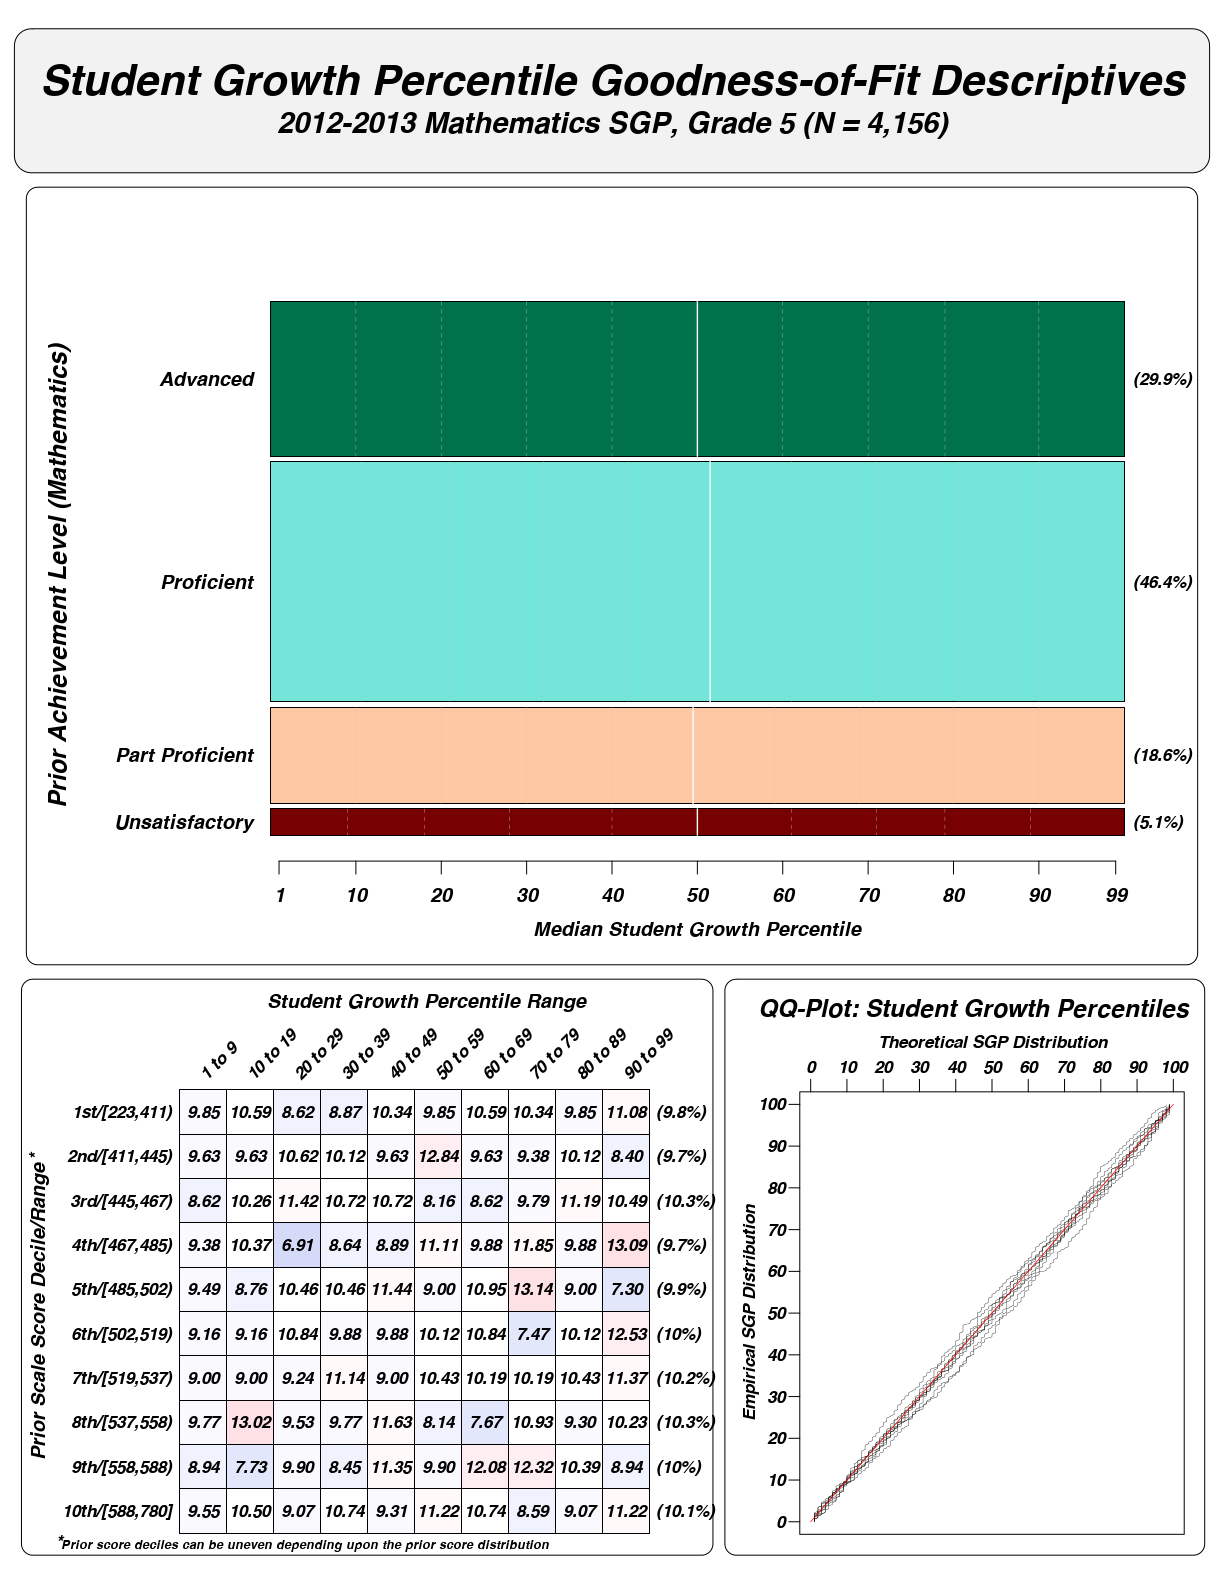 Student Growth Percentile Goodness-of-Fit Descriptives
2012-2013 Mathematics SGP, Grade 5 (N = 4,156)
Prior Achievement Level (Mathematics)
Advanced (29.9%)
Proficient (46.4%)
Part Proficient (18.6%)
Unsatisfactory (5.1%)
1 10 20 30 40 50 60 70 80 90 99
Median Student Growth Percentile
Student Growth Percentile Range
1 to 9 10 to 19 20 to 29 30 to 39 40 to 49 50 to 59 60 to 69 70 to 79 80 to 89 90 to 99
Prior Scale Score Decile/Range*
1st/[223,411) 9.85 10.59 8.62 8.87 10.34 9.85 10.59 10.34 9.85 11.08 (9.8%)
2nd/[411,445) 9.63 9.63 10.62 10.12 9.63 12.84 9.63 9.38 10.12 8.40 (9.7%)
3rd/[445,467) 8.62 10.26 11.42 10.72 10.72 8.16 8.62 9.79 11.19 10.49 (10.3%)
4th/[467,485) 9.38 10.37 6.91 8.64 8.89 11.11 9.88 11.85 9.88 13.09 (9.7%)
5th/[485,502) 9.49 8.76 10.46 10.46 11.44 9.00 10.95 13.14 9.00 7.30 (9.9%)
6th/[502,519) 9.16 9.16 10.84 9.88 9.88 10.12 10.84 7.47 10.12 12.53 (10%)
7th/[519,537) 9.00 9.00 9.24 11.14 9.00 10.43 10.19 10.19 10.43 11.37 (10.2%)
8th/[537,558) 9.77 13.02 9.53 9.77 11.63 8.14 7.67 10.93 9.30 10.23 (10.3%)
9th/[558,588) 8.94 7.73 9.90 8.45 11.35 9.90 12.08 12.32 10.39 8.94 (10%)
10th/[588,780] 9.55 10.50 9.07 10.74 9.31 11.22 10.74 8.59 9.07 11.22 (10.1%)
*Prior score deciles can be uneven depending upon the prior score distribution
QQ-Plot: Student Growth Percentiles
Theoretical SGP Distribution
0 10 20 30 40 50 60 70 80 90 100
Empirical SGP Distribution
100
90
80
70
60
50
40
30
20
10
0